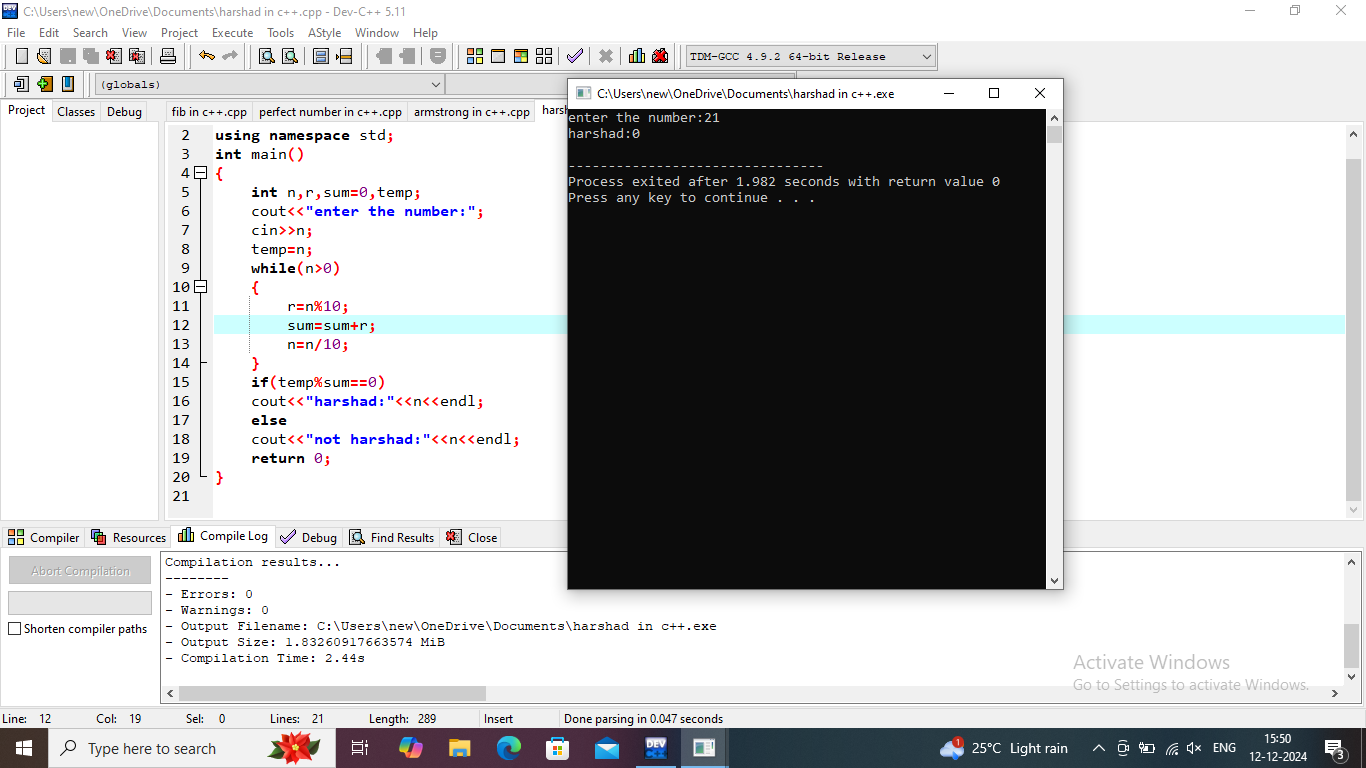 C:\Users\new\OneDrive\Documents\harshad in c++.cpp - Dev-C++ 5.11
File Edit Search View Project Execute Tools AStyle Window Help
TDM-GCC 4.9.2 64-bit Release
(globals)
Project Classes Debug
fib in c++.cpp perfect number in c++.cpp armstrong in c++.cpp
2 using namespace std;
3 int main()
4 {
5 int n,r,sum=0,temp;
6 cout<<"enter the number:";
7 cin>>n;
8 temp=n;
9 while(n>0)
10 {
11 r=n%10;
12 sum=sum+r;
13 n=n/10;
14 }
15 if(temp%sum==0)
16 cout<<"harshad:"<<n<<endl;
17 else
18 cout<<"not harshad:"<<n<<endl;
19 return 0;
20 }
21
C:\Users\new\OneDrive\Documents\harshad in c++.exe
enter the number:21
harshad:0
--------------------------------
Process exited after 1.982 seconds with return value 0
Press any key to continue . . .
Compiler Resources Compile Log Debug Find Results Close
Abort Compilation
Shorten compiler paths
Compilation results...
--------
- Errors: 0
- Warnings: 0
- Output Filename: C:\Users\new\OneDrive\Documents\harshad in c++.exe
- Output Size: 1.83260917663574 MiB
- Compilation Time: 2.44s
Activate Windows
Go to Settings to activate Windows.
Line: 12 Col: 19 Sel: 0 Lines: 21 Length: 289 Insert Done parsing in 0.047 seconds
Type here to search
DEV
1
25°C Light rain
ENG
15:50
12-12-2024
3